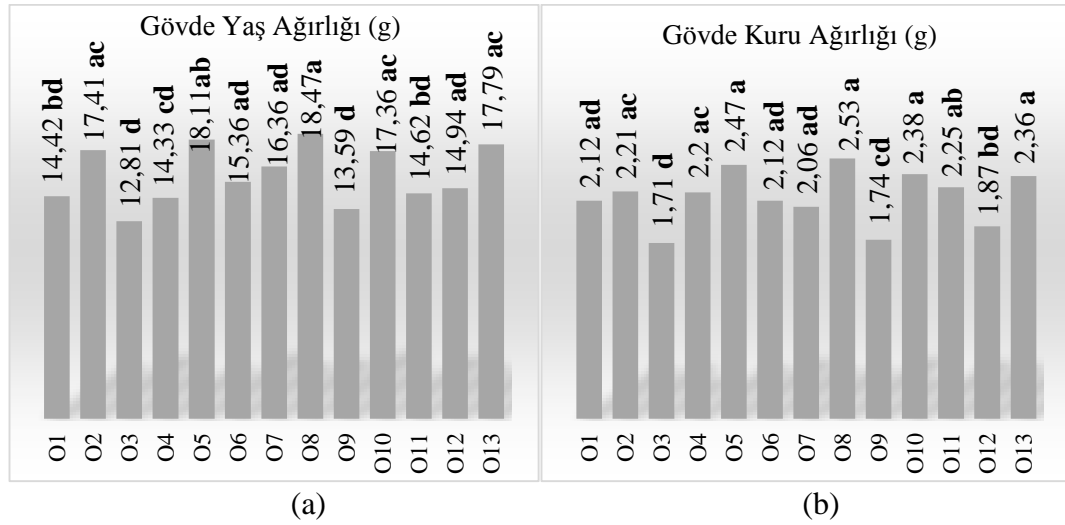 Gövde Yaş Ağırlığı (g)
14,42 bd
17,41 ac
12,81 d
14,33 cd
18,11ab
15,36 ad
16,36 ad
18,47a
13,59 d
17,36 ac
14,62 bd
14,94 ad
17,79 ac
O1
O2
O3
O4
O5
O6
O7
O8
O9
O10
O11
O12
O13
(a)
Gövde Kuru Ağırlığı (g)
2,12 ad
2,21 ac
1,71 d
2,2 ac
2,47 a
2,12 ad
2,06 ad
2,53 a
1,74 cd
2,38 a
2,25 ab
1,87 bd
2,36 a
O1
O2
O3
O4
O5
O6
O7
O8
O9
O10
O11
O12
O13
(b)